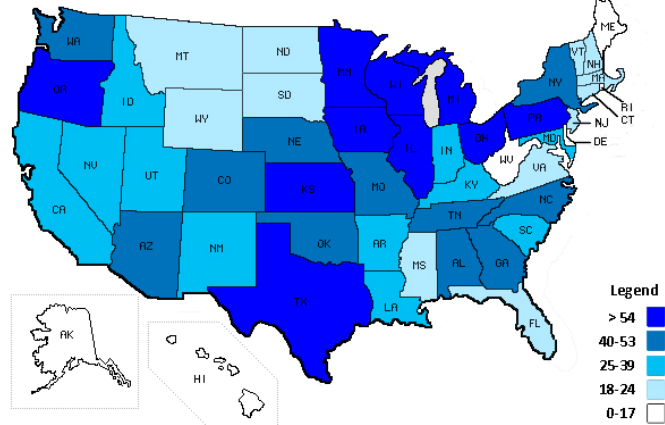 ME
WA
MT
ND
MN
VT
NH
OR
ID
SD
WI
MI
NY
MA
WY
RI
CT
IA
PA
NJ
NE
IL
IN
OH
MD
DE
NV
UT
CO
WV
VA
CA
KS
MO
KY
NC
TN
AZ
NM
OK
AR
SC
MS
AL
GA
TX
LA
FL
AK
HI
Legend
> 54
40-53
25-39
18-24
0-17